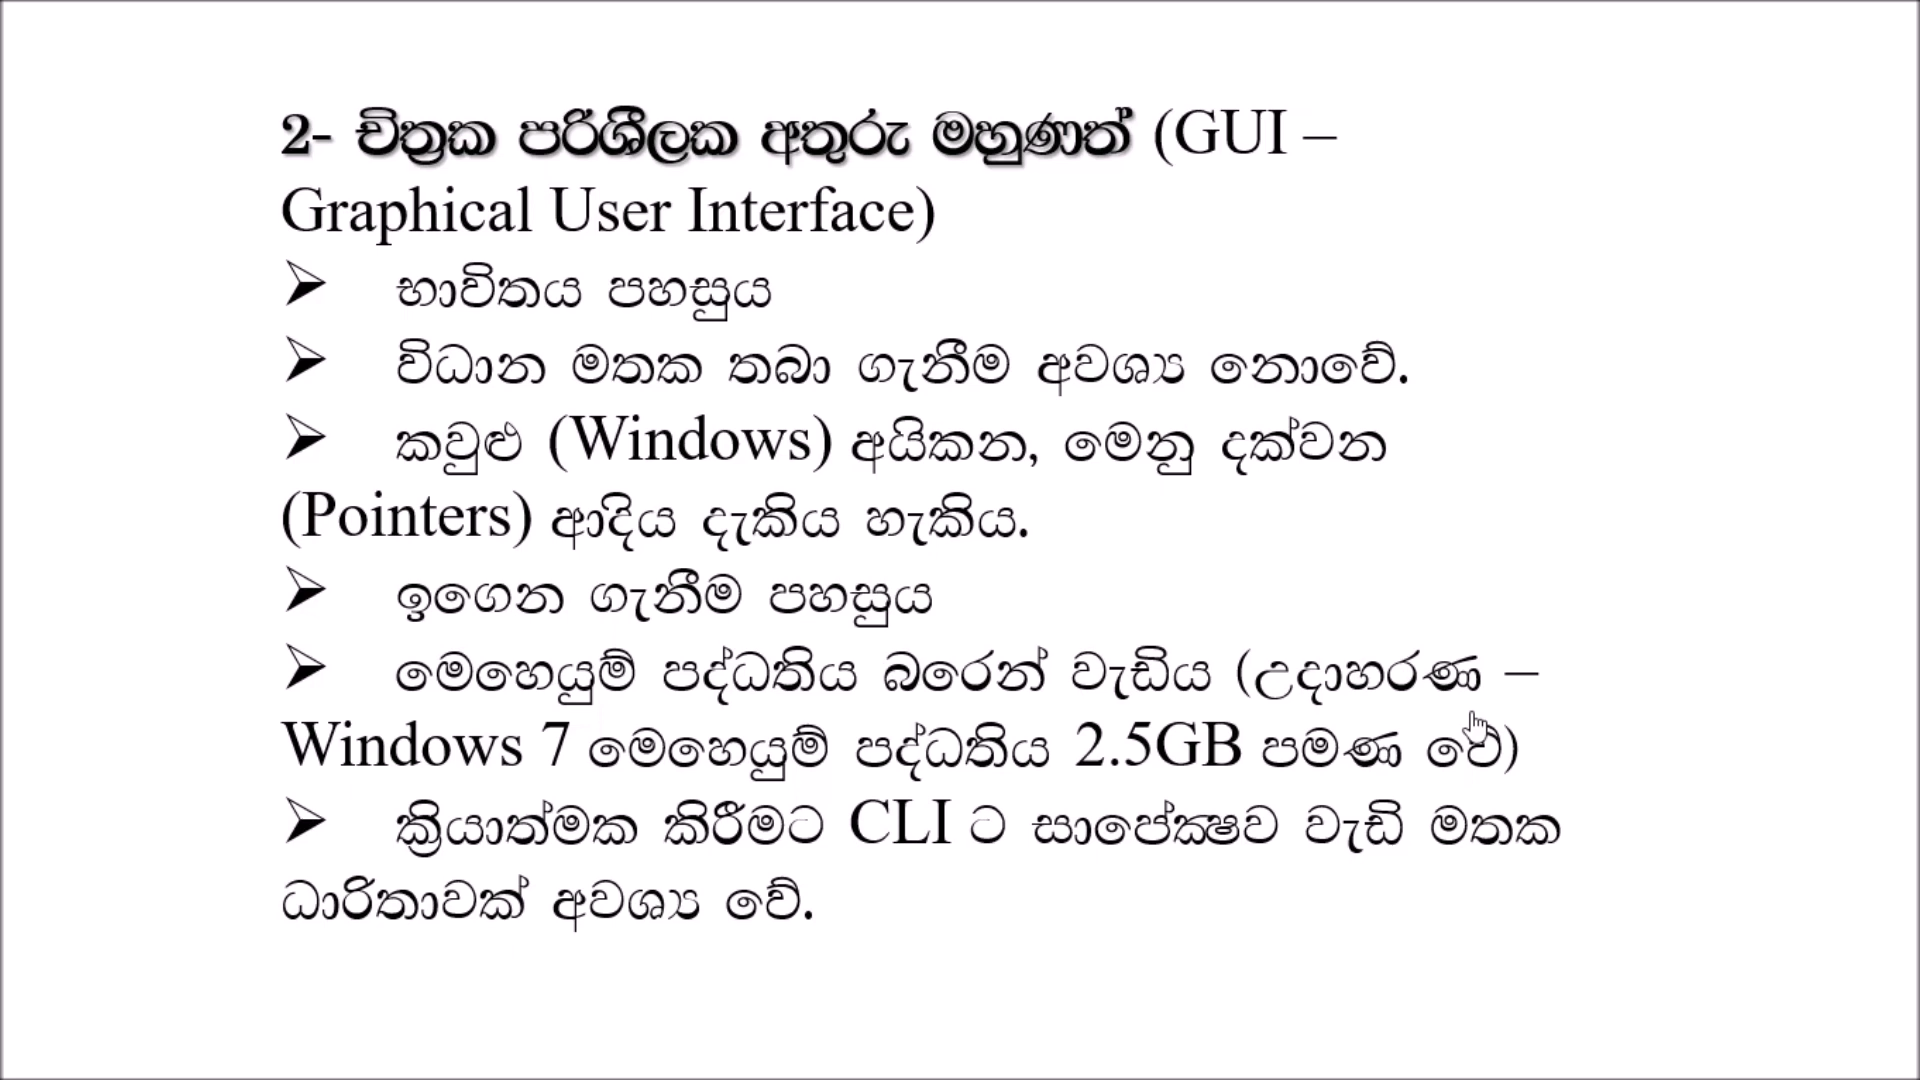 2- චිත්‍රක පරිශීලක අතුරු මහුණත් (GUI –
Graphical User Interface)
➢ භාවිතය පහසුය
➢ විධාන මතක තබා ගැනීම අවශ්‍ය නොවේ.
➢ කවුළු (Windows) අයිකන, මෙනු දක්වන
(Pointers) ආදිය දැකිය හැකිය.
➢ ඉගෙන ගැනීම පහසුය
➢ මෙහෙයුම් පද්ධතිය බරෙන් වැඩිය (උදාහරණ –
Windows 7 මෙහෙයුම් පද්ධතිය 2.5GB පමණ වේ)
➢ ක්‍රියාත්මක කිරීමට CLI ට සාපේක්‍ෂව වැඩි මතක
ධාරිතාවක් අවශ්‍ය වේ.